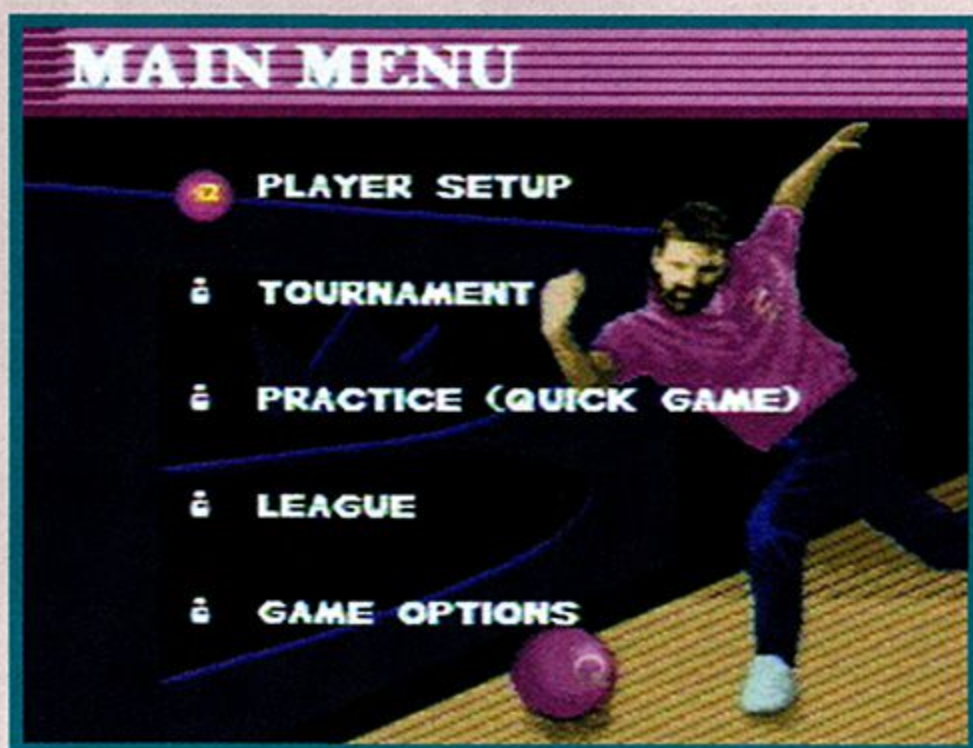 MAIN MENU
PLAYER SETUP
TOURNAMENT
PRACTICE (QUICK GAME)
LEAGUE
GAME OPTIONS